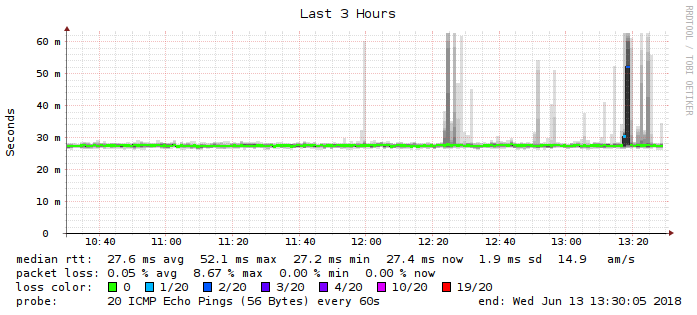 Last 3 Hours
RRDTOOL / TOBI OETIKER
Seconds
60 m
50 m
40 m
30 m
20 m
10 m
0
10:40 11:00 11:20 11:40 12:00 12:20 12:40 13:00 13:20
median rtt: 27.6 ms avg 52.1 ms max 27.2 ms min 27.4 ms now 1.9 ms sd 14.9 am/s
packet loss: 0.05 % avg 8.67 % max 0.00 % min 0.00 % now
loss color: 0 1/20 2/20 3/20 4/20 10/20 19/20
probe: 20 ICMP Echo Pings (56 Bytes) every 60s end: Wed Jun 13 13:30:05 2018